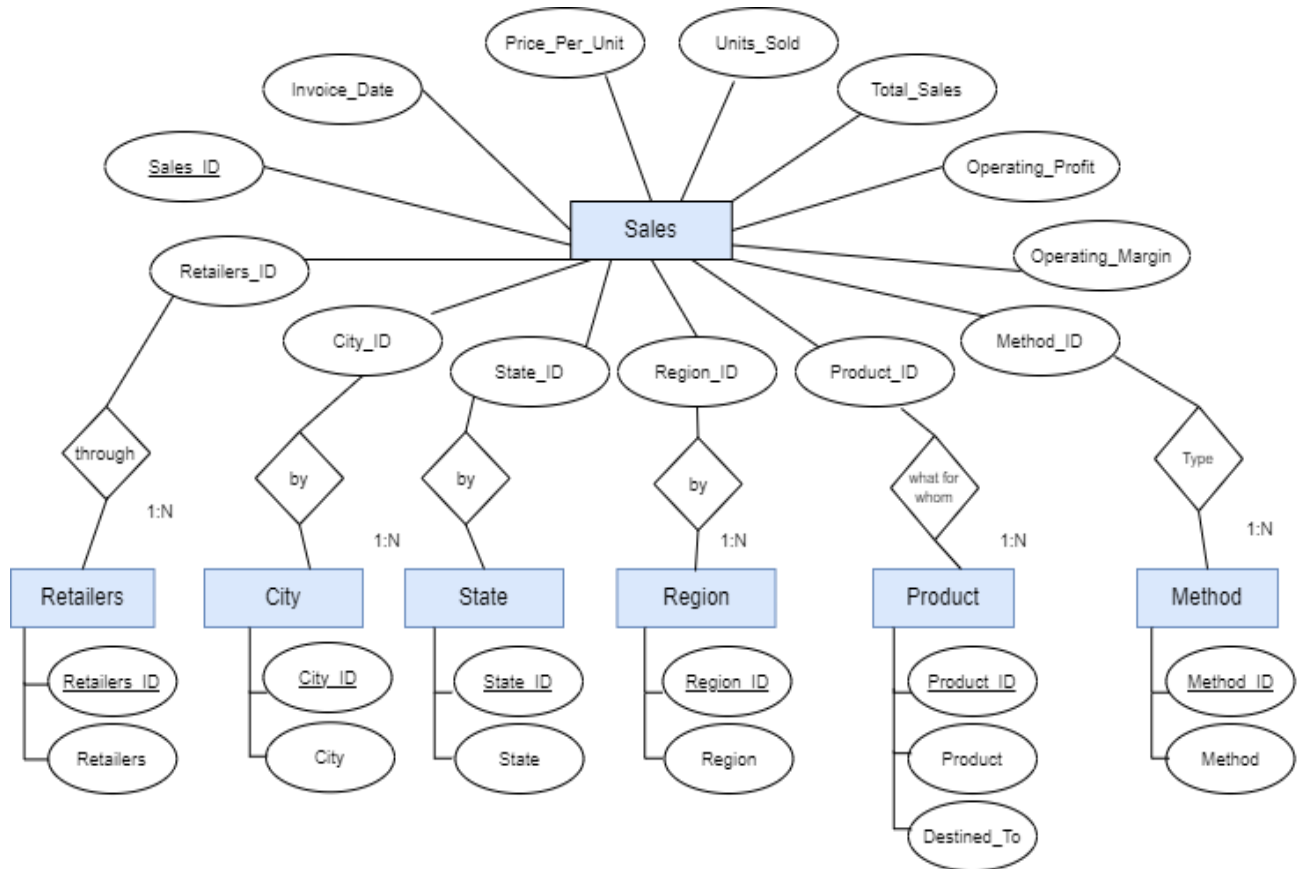 Price_Per_Unit
Units_Sold
Invoice_Date
Total_Sales
Sales_ID
Operating_Profit
Sales
Retailers_ID
Operating_Margin
City_ID
Method_ID
State_ID
Region_ID
Product_ID
through
by
by
by
what for
whom
Type
1:N
1:N
1:N
1:N
1:N
Retailers
City
State
Region
Product
Method
Retailers_ID
City_ID
State_ID
Region_ID
Product_ID
Method_ID
Retailers
City
State
Region
Product
Method
Destined_To